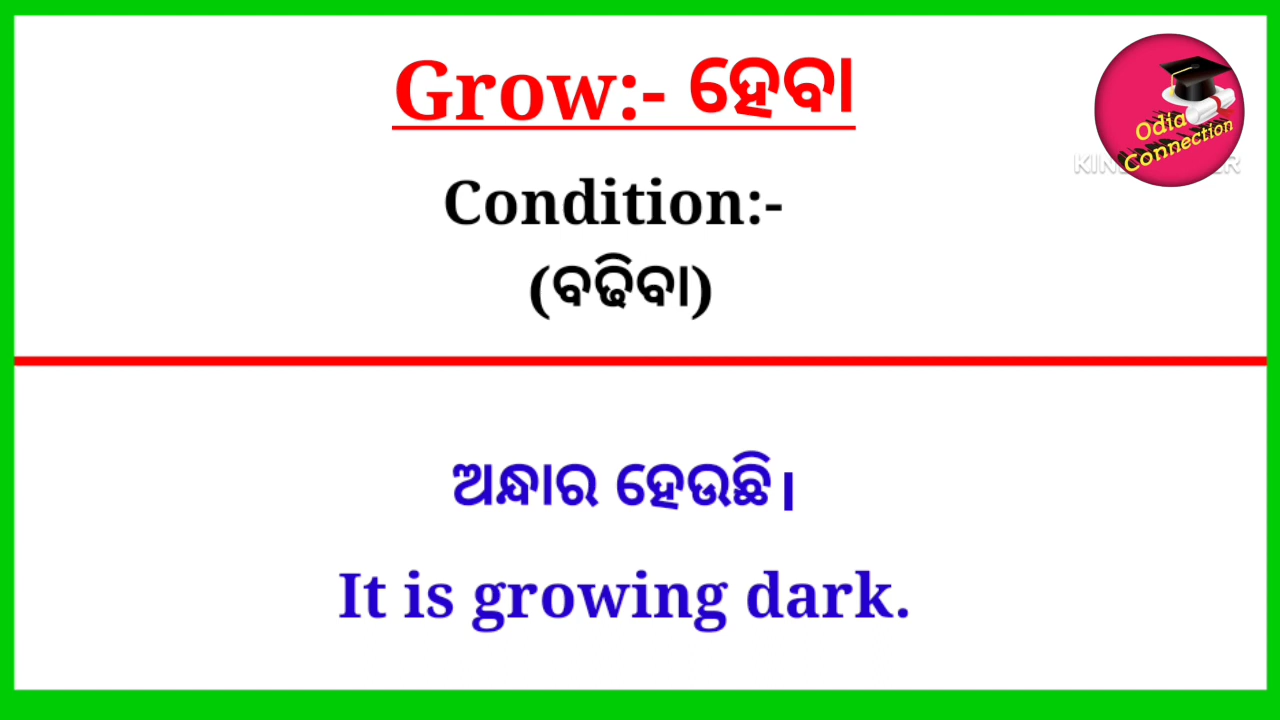 Grow:- ହେବା
Odia
Connection
Condition:-
(ବଢିବା)
ଅନ୍ଧାର ହେଉଛି।
It is growing dark.